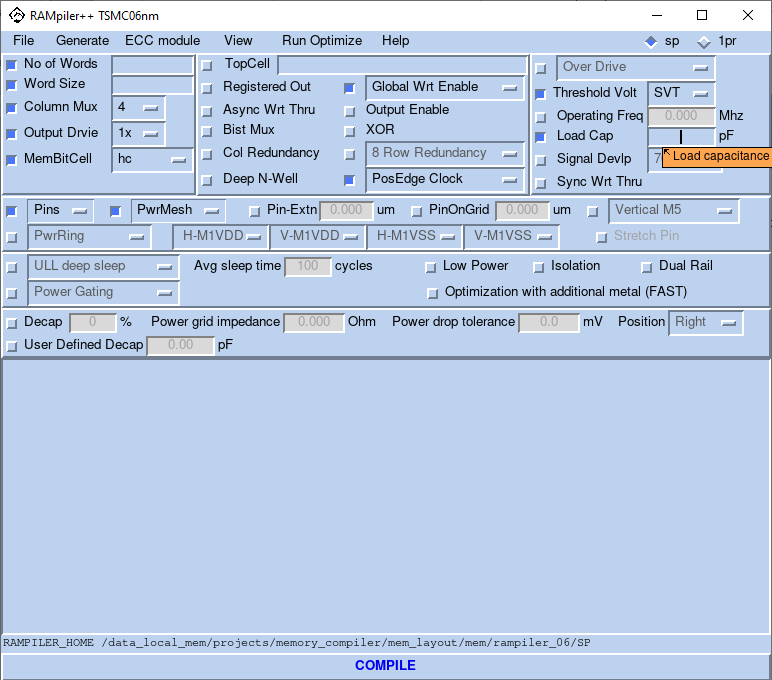 RAMpiler++ TSMC06nm
File Generate ECC module View Run Optimize Help sp 1pr
No of Words
Word Size
Column Mux 4
Output Drvie 1x
MemBitCell hc
TopCell
Registered Out Global Wrt Enable
Async Wrt Thru Output Enable
Bist Mux XOR
Col Redundancy 8 Row Redundancy
Deep N-Well PosEdge Clock
Over Drive
Threshold Volt SVT
Operating Freq 0.000 Mhz
Load Cap pF
Load capacitance
Signal Devlp 7
Sync Wrt Thru
Pins PwrMesh Pin-Extn 0.000 um PinOnGrid 0.000 um Vertical M5
PwrRing H-M1VDD V-M1VDD H-M1VSS V-M1VSS Stretch Pin
ULL deep sleep Avg sleep time 100 cycles Low Power Isolation Dual Rail
Power Gating Optimization with additional metal (FAST)
Decap 0 % Power grid impedance 0.000 Ohm Power drop tolerance 0.0 mV Position Right
User Defined Decap 0.00 pF
RAMPILER_HOME /data_local_mem/projects/memory_compiler/mem_layout/mem/rampiler_06/SP
COMPILE